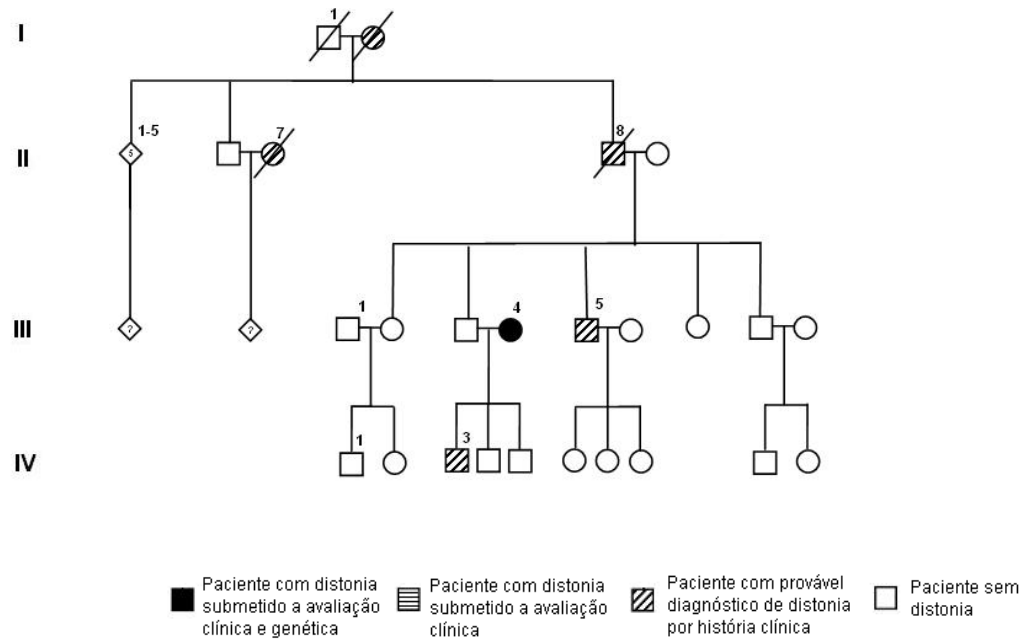 I
1
1-5
5
7
8
II
1
4
5
?
?
III
1
3
IV
Paciente com distonia
submetido a avaliação
clínica e genética
Paciente com distonia
submetido a avaliação
clínica
Paciente com provável
diagnóstico de distonia
por história clínica
Paciente sem
distonia